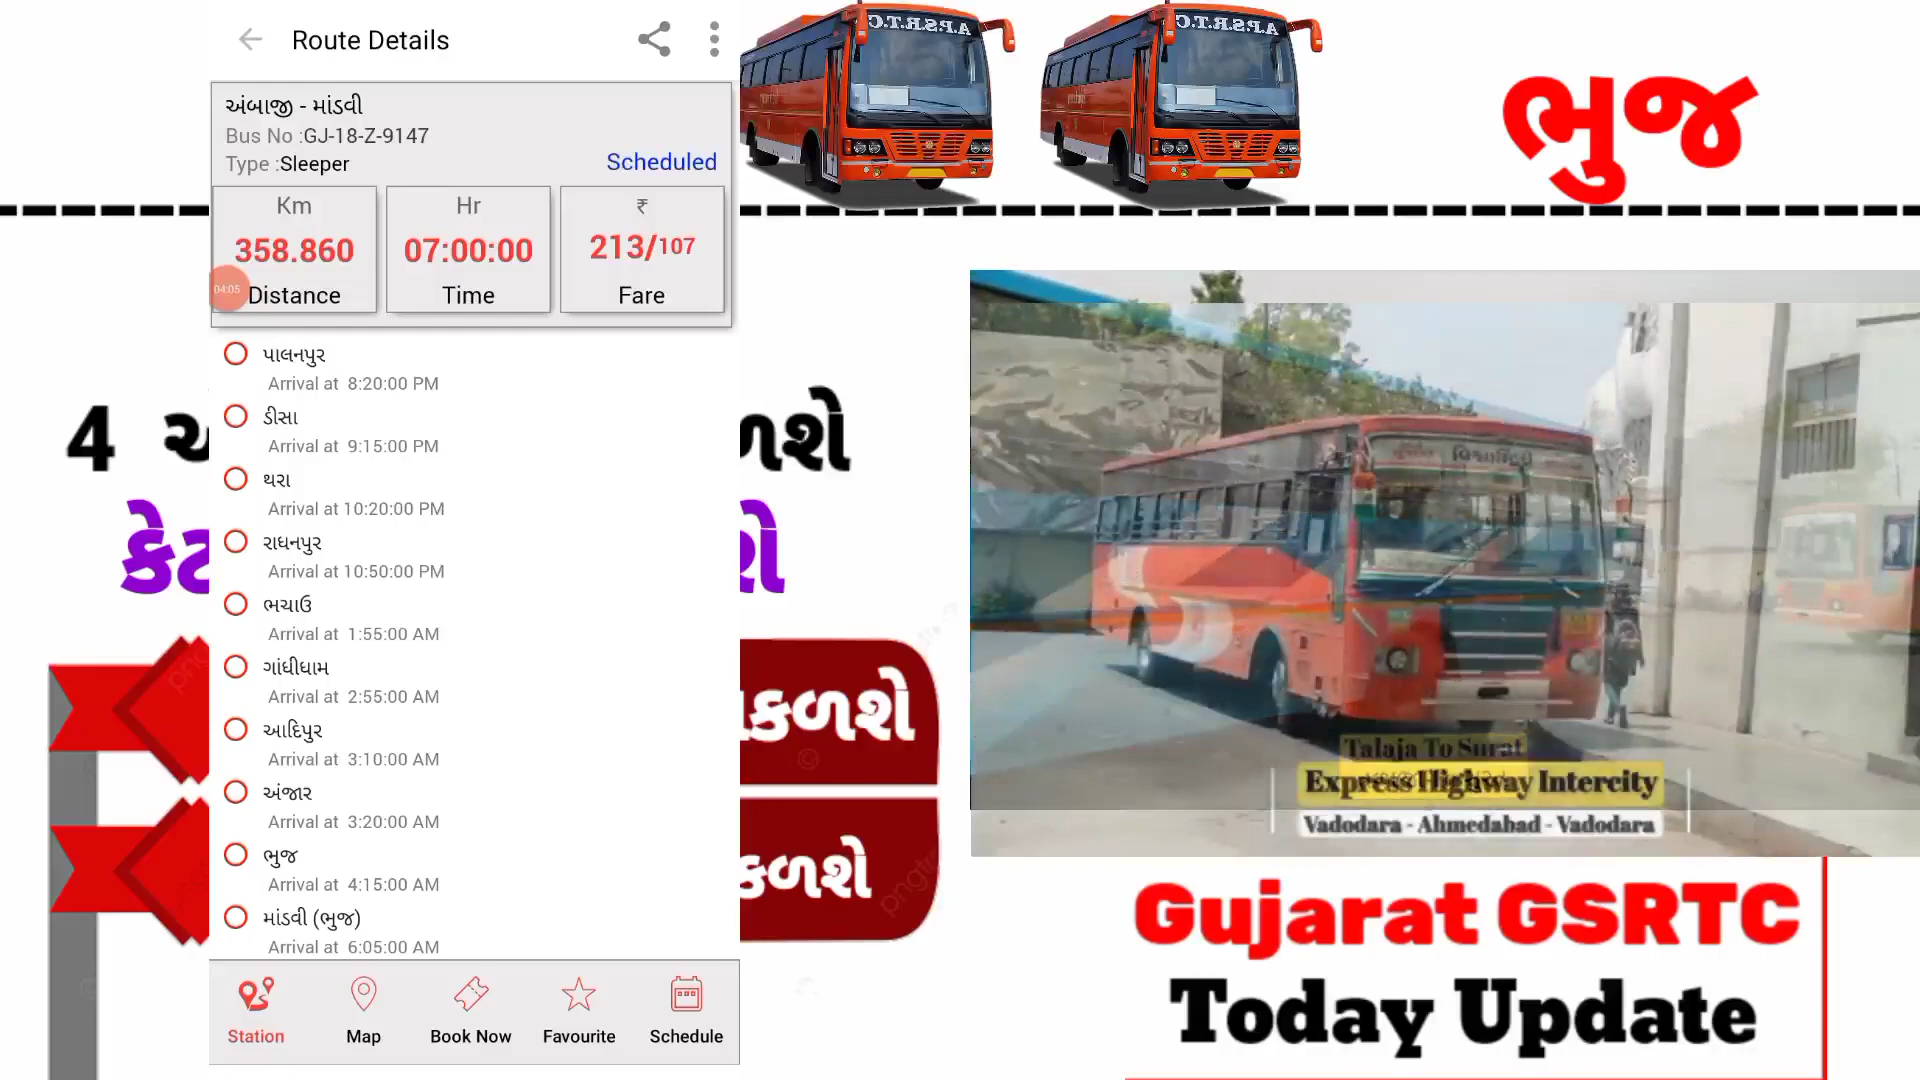 Route Details
A.P.S.R.T.C
A.P.S.R.T.C
ભુજ
અંબાજી - માંડવી
Bus No :GJ-18-Z-9147
Type :Sleeper
Scheduled
Km
358.860
Distance
Hr
07:00:00
Time
₹
213/107
Fare
04:05
પાલનપુર
Arrival at 8:20:00 PM
ડીસા
Arrival at 9:15:00 PM
થરા
Arrival at 10:20:00 PM
રાધનપુર
Arrival at 10:50:00 PM
ભચાઉ
Arrival at 1:55:00 AM
ગાંધીધામ
Arrival at 2:55:00 AM
આદિપુર
Arrival at 3:10:00 AM
અંજાર
Arrival at 3:20:00 AM
ભુજ
Arrival at 4:15:00 AM
માંડવી (ભુજ)
Arrival at 6:05:00 AM
Station
Map
Book Now
Favourite
Schedule
4
Talaja To Surat
Express Highway Intercity
Vadodara - Ahmedabad - Vadodara
Gujarat GSRTC
Today Update